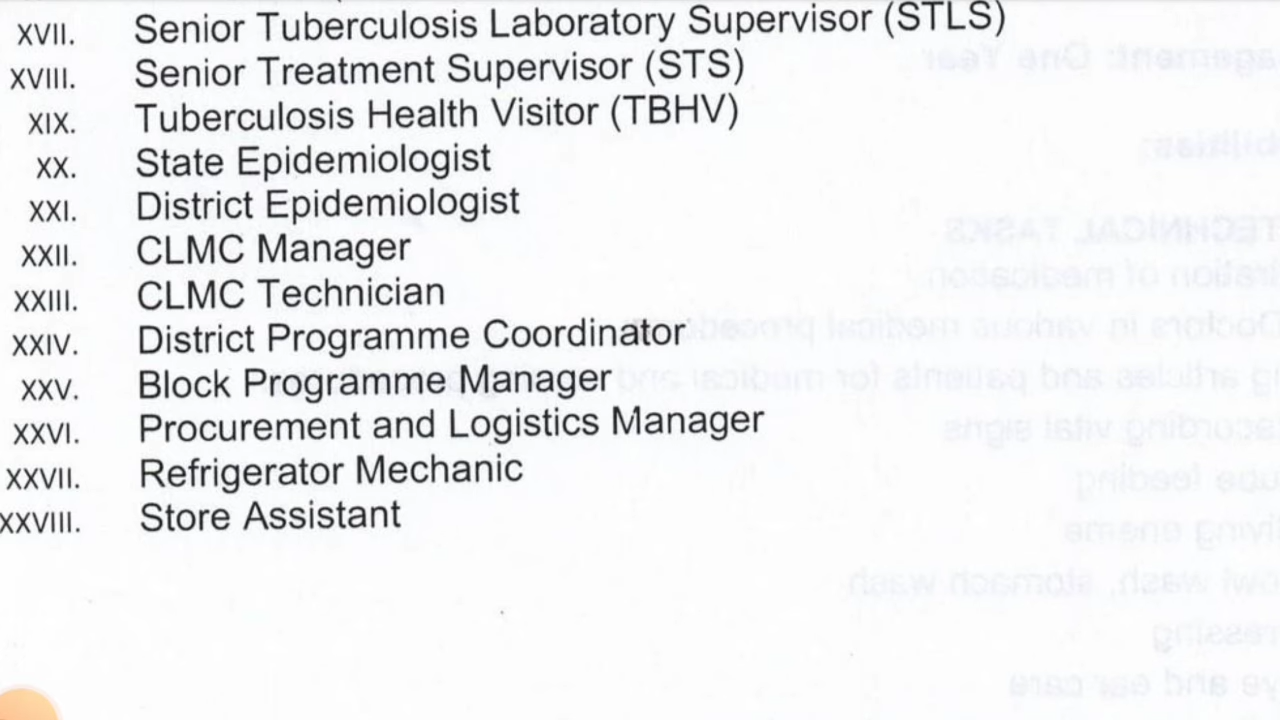 XVII. Senior Tuberculosis Laboratory Supervisor (STLS)
XVIII. Senior Treatment Supervisor (STS)
XIX. Tuberculosis Health Visitor (TBHV)
XX. State Epidemiologist
XXI. District Epidemiologist
XXII. CLMC Manager
XXIII. CLMC Technician
XXIV. District Programme Coordinator
XXV. Block Programme Manager
XXVI. Procurement and Logistics Manager
XXVII. Refrigerator Mechanic
XXVIII. Store Assistant